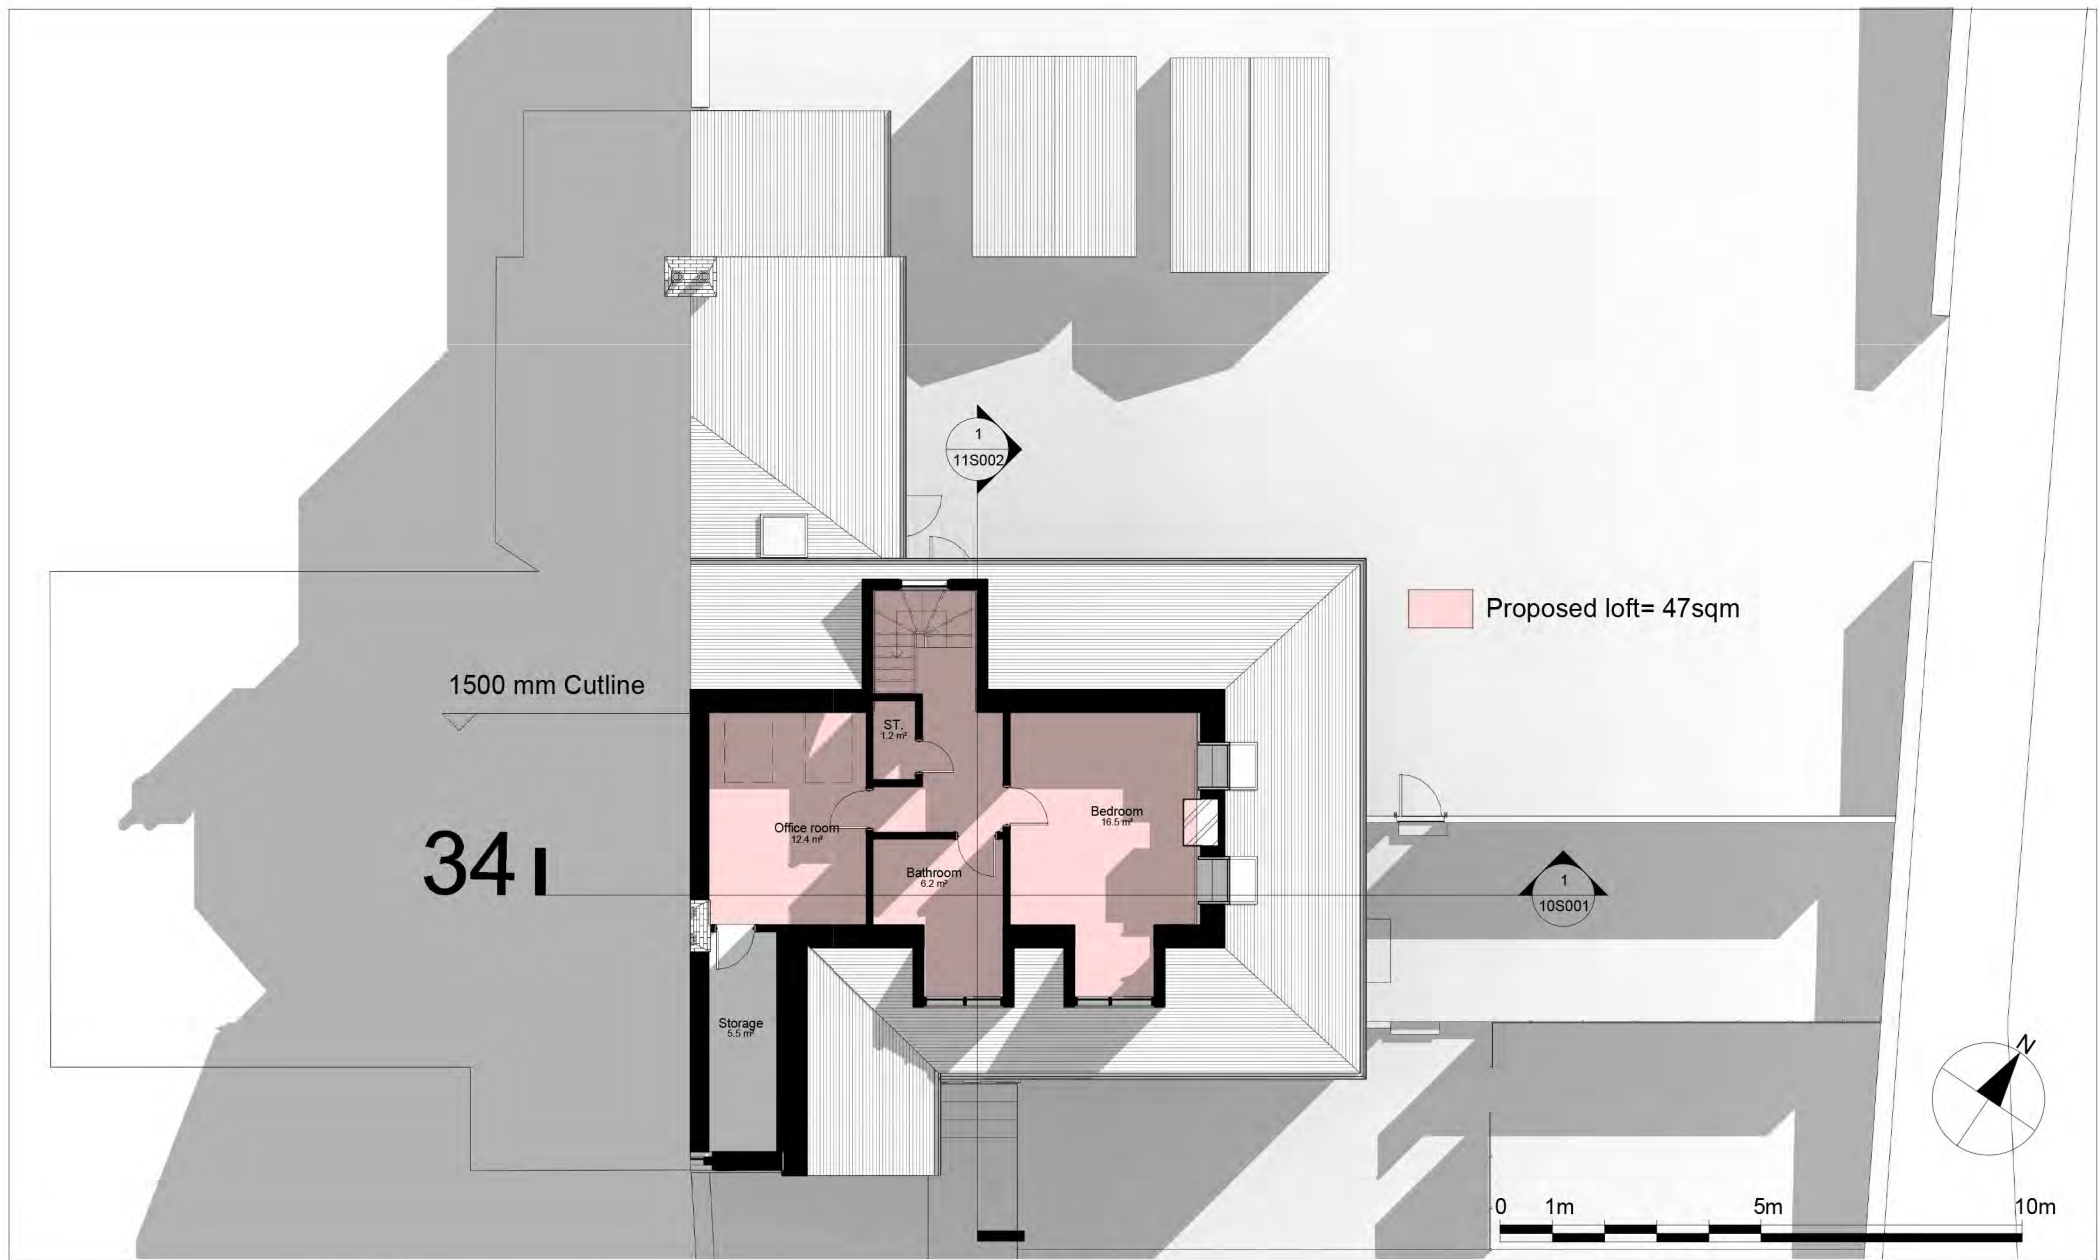 1
11S002
Proposed loft= 47sqm
1500 mm Cutline
ST.
1.2 m²
Bedroom
16.5 m²
Office room
12.4 m²
34
Bathroom
6.2 m²
1
10S001
Storage
5.5 m²
N
0 1m 5m 10m